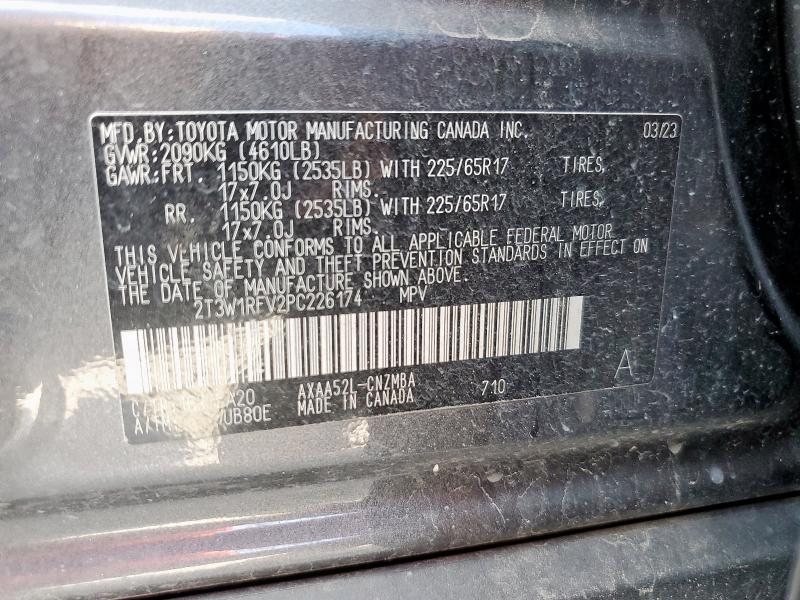 MFD.BY:TOYOTA MOTOR MANUFACTURING CANADA INC. 03/23
GVWR:2090KG (4610LB)
GAWR:FRT. 1150KG (2535LB) WITH 225/65R17 TIRES,
17x7.0J RIMS.
RR. 1150KG (2535LB) WITH 225/65R17 TIRES,
17x7.0J RIMS.
THIS VEHICLE CONFORMS TO ALL APPLICABLE FEDERAL MOTOR
VEHICLE SAFETY AND THEFT PREVENTION STANDARDS IN EFFECT ON
THE DATE OF MANUFACTURE SHOWN ABOVE.
2T3W1RFV2PC226174 MPV
A20 AXAA52L-CNZMBA 710 A
UB80E MADE IN CANADA